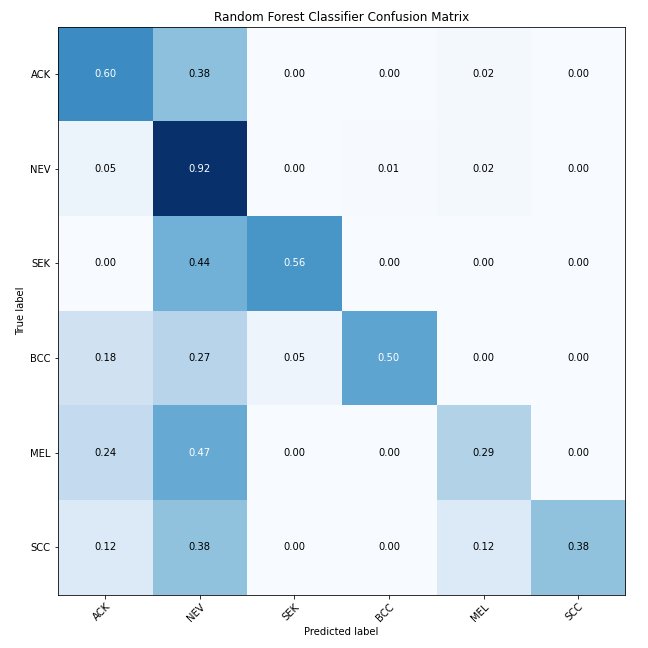 Random Forest Classifier Confusion Matrix
True label
ACK 0.60 0.38 0.00 0.00 0.02 0.00
NEV 0.05 0.92 0.00 0.01 0.02 0.00
SEK 0.00 0.44 0.56 0.00 0.00 0.00
BCC 0.18 0.27 0.05 0.50 0.00 0.00
MEL 0.24 0.47 0.00 0.00 0.29 0.00
SCC 0.12 0.38 0.00 0.00 0.12 0.38
ACK NEV SEK BCC MEL SCC
Predicted label